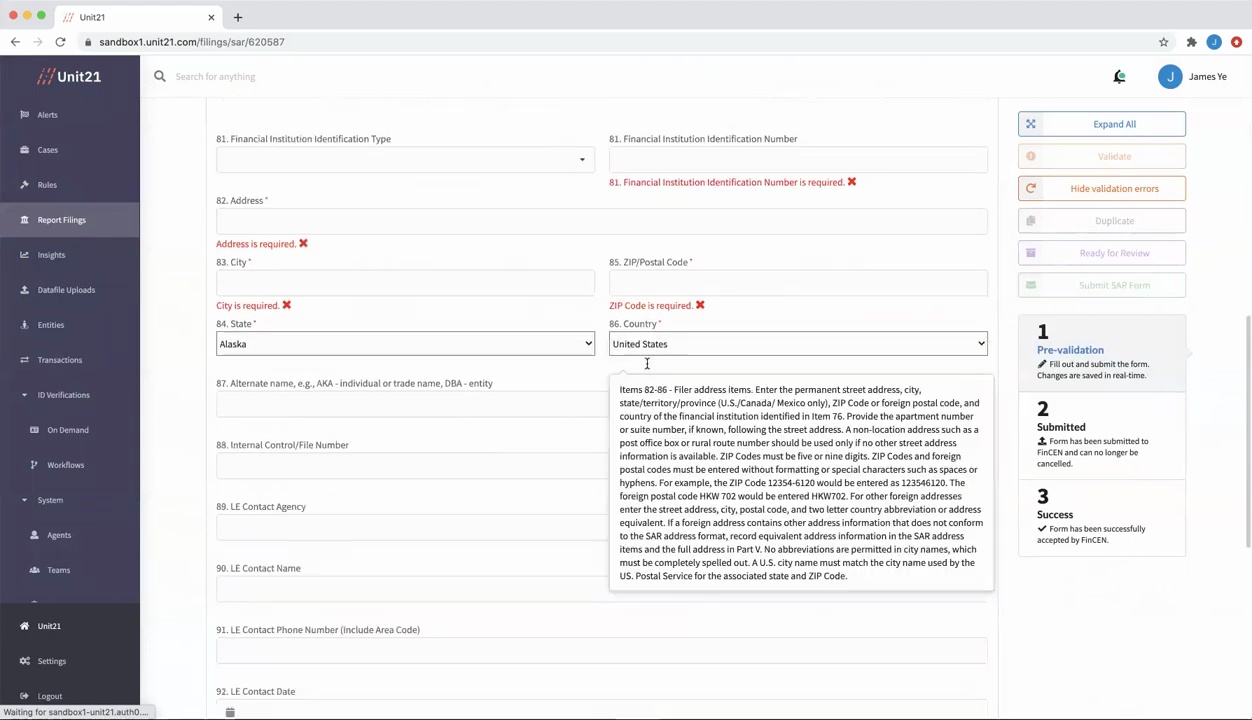 Unit21
sandbox1.unit21.com/filings/sar/620587
Unit21
Search for anything
J
James Ye
Alerts
Cases
Rules
Report Filings
Insights
Datafile Uploads
Entities
Transactions
ID Verifications
On Demand
Workflows
System
Agents
Teams
Unit21
Settings
Logout
Waiting for sandbox1-unit21.auth0....
81. Financial Institution Identification Type
81. Financial Institution Identification Number
81. Financial Institution Identification Number is required.
82. Address *
Address is required.
83. City *
85. ZIP/Postal Code *
City is required.
ZIP Code is required.
84. State *
86. Country *
Alaska
United States
87. Alternate name, e.g., AKA - individual or trade name, DBA - entity
88. Internal Control/File Number
89. LE Contact Agency
90. LE Contact Name
91. LE Contact Phone Number (Include Area Code)
92. LE Contact Date
Items 82-86 - Filer address items. Enter the permanent street address, city,
state/territory/province (U.S./Canada/ Mexico only), ZIP Code or foreign postal code, and
country of the financial institution identified in Item 76. Provide the apartment number
or suite number, if known, following the street address. A non-location address such as a
post office box or rural route number should be used only if no other street address
information is available. ZIP Codes must be five or nine digits. ZIP Codes and foreign
postal codes must be entered without formatting or special characters such as spaces or
hyphens. For example, the ZIP Code 12354-6120 would be entered as 123546120. The
foreign postal code HKW 702 would be entered HKW702. For other foreign addresses
enter the street address, city, postal code, and two letter country abbreviation or address
equivalent. If a foreign address contains other address information that does not conform
to the SAR address format, record equivalent address information in the SAR address
items and the full address in Part V. No abbreviations are permitted in city names, which
must be completely spelled out. A U.S. city name must match the city name used by the
US. Postal Service for the associated state and ZIP Code.
Expand All
Validate
Hide validation errors
Duplicate
Ready for Review
Submit SAR Form
1
Pre-validation
Fill out and submit the form.
Changes are saved in real-time.
2
Submitted
Form has been submitted to
FinCEN and can no longer be
cancelled.
3
Success
Form has been successfully
accepted by FinCEN.